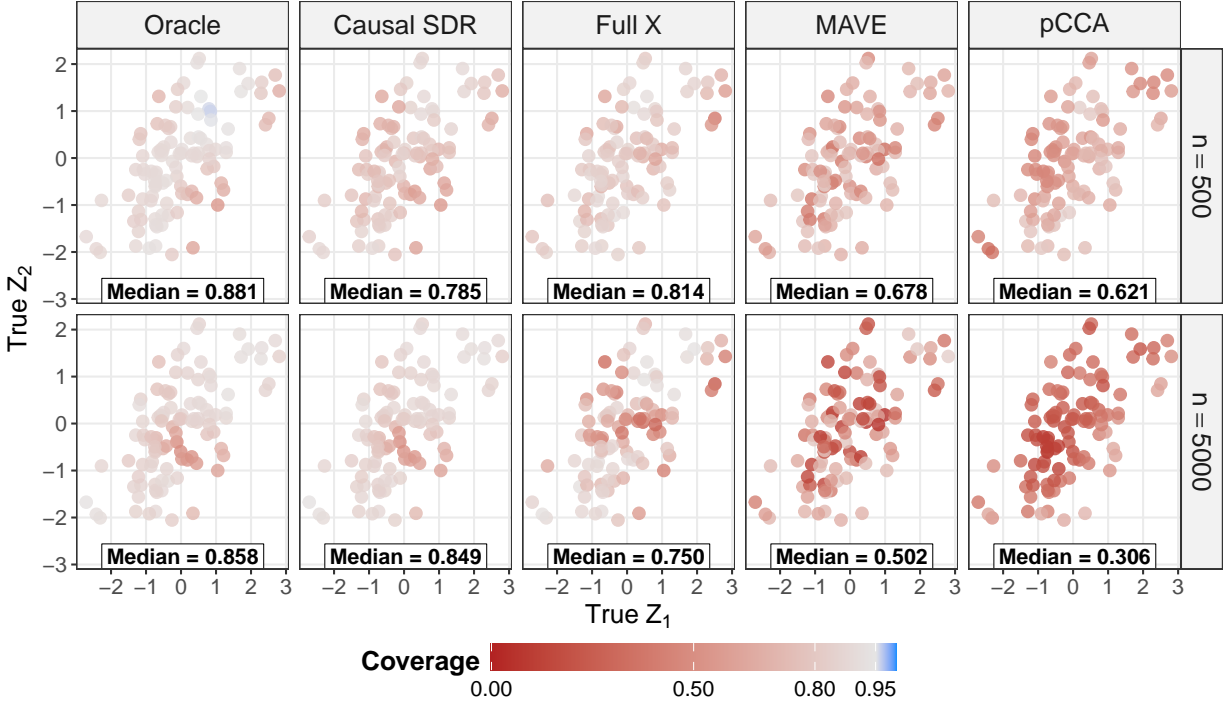 Oracle
Causal SDR
Full X
MAVE
pCCA
2
1
0
−1
−2
−3
Median = 0.881
Median = 0.785
Median = 0.814
Median = 0.678
Median = 0.621
n = 500
True Z2
2
1
0
−1
−2
−3
Median = 0.858
Median = 0.849
Median = 0.750
Median = 0.502
Median = 0.306
n = 5000
−2 −1 0 1 2 3
−2 −1 0 1 2 3
−2 −1 0 1 2 3
−2 −1 0 1 2 3
−2 −1 0 1 2 3
True Z1
Coverage
0.00 0.50 0.80 0.95